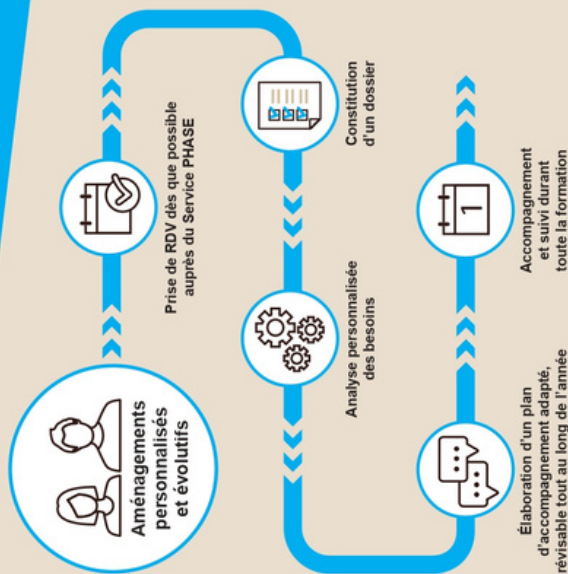 Aménagements
personnalisés
et évolutifs
Prise de RDV dès que possible
auprès du Service PHASE
Constitution
d'un dossier
Analyse personnalisée
des besoins
Élaboration d'un plan
d'accompagnement adapté,
révisable tout au long de l'année
1
Accompagnement
et suivi durant
toute la formation